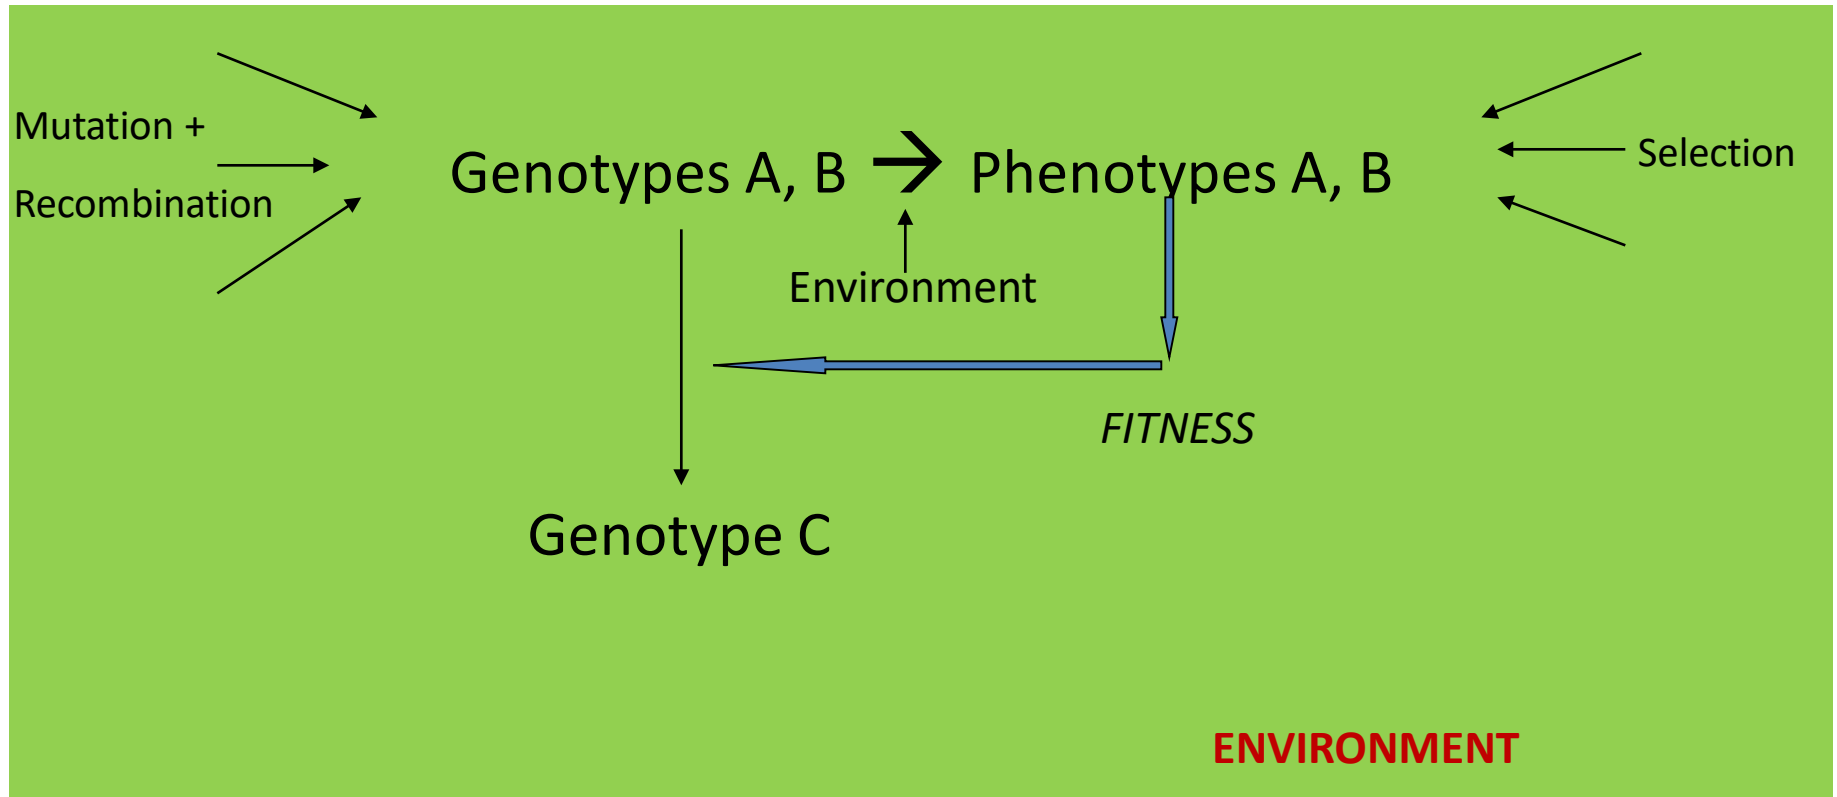 Mutation +
Recombination
Genotypes A, B → Phenotypes A, B
Selection
Environment
FITNESS
Genotype C
ENVIRONMENT